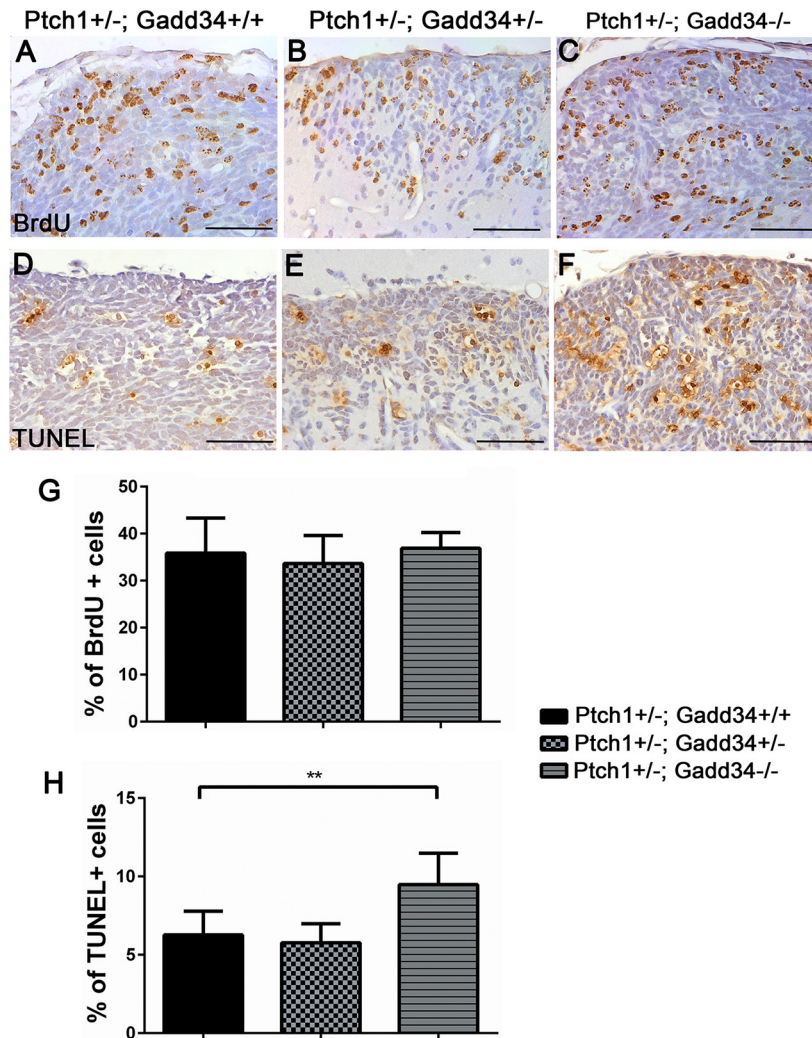 Ptch1+/-; Gadd34+/+
Ptch1+/-; Gadd34+/-
Ptch1+/-; Gadd34-/-
A
B
C
BrdU
D
E
F
TUNEL
G
% of BrdU + cells
50
40
30
20
10
0
Ptch1+/-; Gadd34+/+
Ptch1+/-; Gadd34+/-
Ptch1+/-; Gadd34-/-
H
**
% of TUNEL+ cells
15
10
5
0